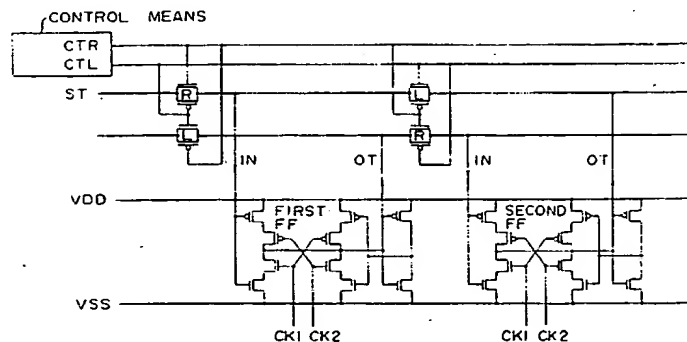 CONTROL MEANS
CTR
CTL
ST
R
L
L
R
IN
OT
IN
OT
VDD
FIRST
FF
SECOND
FF
VSS
CK1 CK2
CK1 CK2